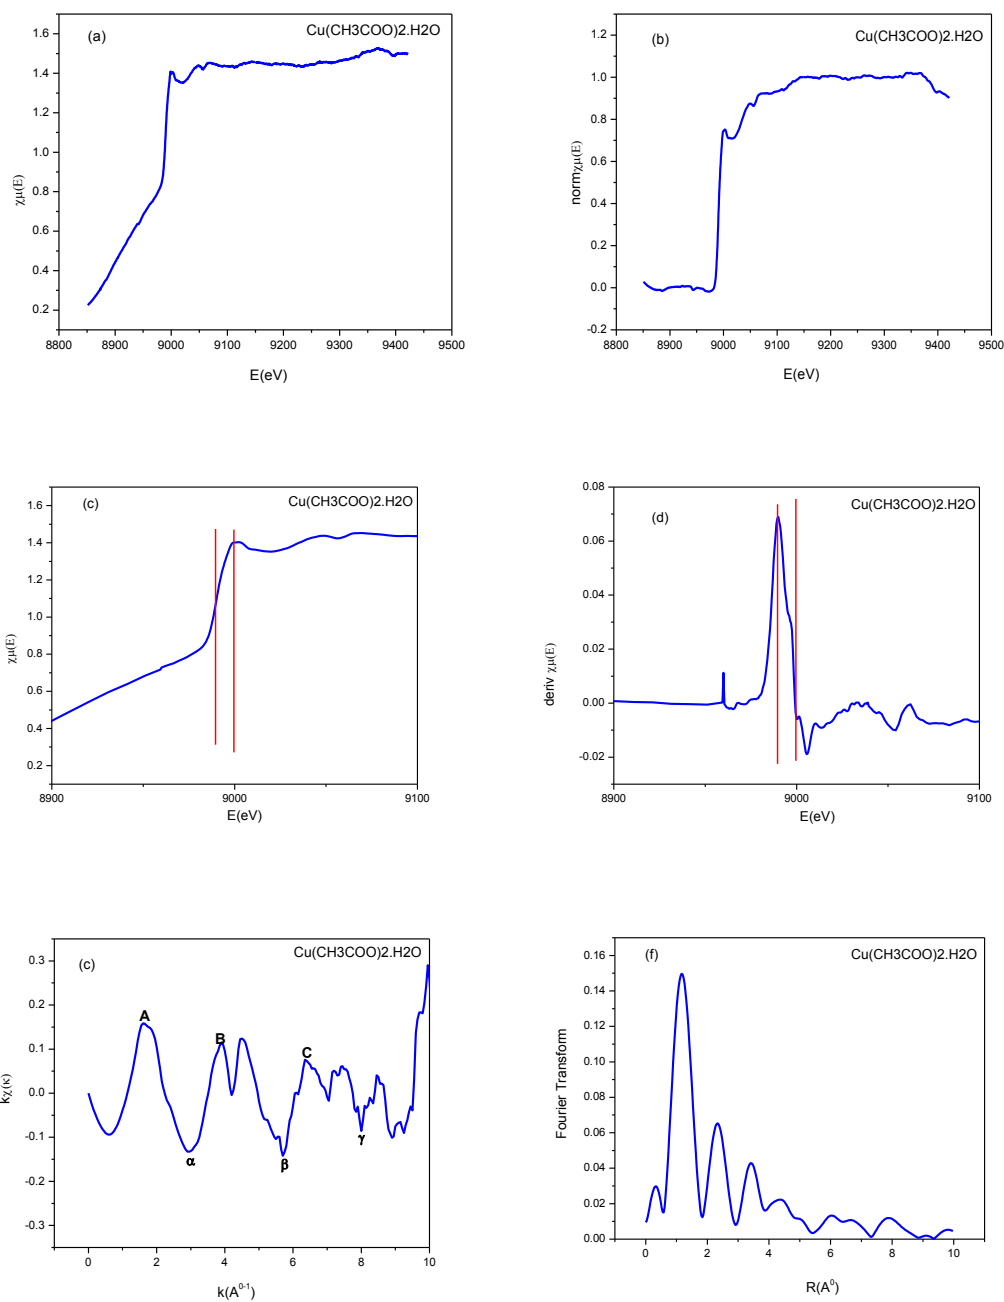 (a)
Cu(CH3COO)2.H2O
χμ(E)
1.6
1.4
1.2
1.0
0.8
0.6
0.4
0.2
8800 8900 9000 9100 9200 9300 9400 9500
E(eV)
(b)
Cu(CH3COO)2.H2O
normχμ(E)
1.2
1.0
0.8
0.6
0.4
0.2
0.0
-0.2
8800 8900 9000 9100 9200 9300 9400 9500
E(eV)
(c)
Cu(CH3COO)2.H2O
χμ(E)
1.6
1.4
1.2
1.0
0.8
0.6
0.4
0.2
8900 9000 9100
E(eV)
(d)
Cu(CH3COO)2.H2O
deriv χμ(E)
0.08
0.06
0.04
0.02
0.00
-0.02
8900 9000 9100
E(eV)
(c)
Cu(CH3COO)2.H2O
kχ(κ)
0.3
0.2
0.1
0.0
-0.1
-0.2
-0.3
A
B
C
α
β
γ
0 2 4 6 8 10
k(A⁰⁻¹)
(f)
Cu(CH3COO)2.H2O
Fourier Transform
0.16
0.14
0.12
0.10
0.08
0.06
0.04
0.02
0.00
0 2 4 6 8 10
R(A⁰)